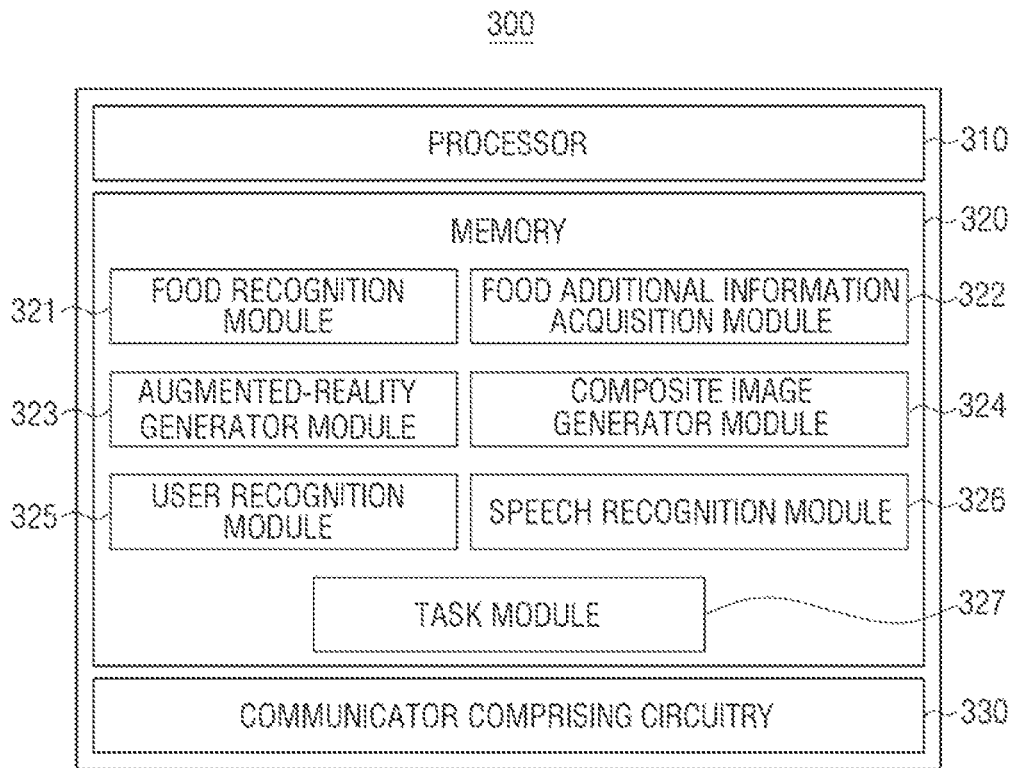 300
PROCESSOR
310
MEMORY
320
321
FOOD RECOGNITION
MODULE
FOOD ADDITIONAL INFORMATION
ACQUISITION MODULE
322
323
AUGMENTED-REALITY
GENERATOR MODULE
COMPOSITE IMAGE
GENERATOR MODULE
324
325
USER RECOGNITION
MODULE
SPEECH RECOGNITION MODULE
326
TASK MODULE
327
COMMUNICATOR COMPRISING CIRCUITRY
330